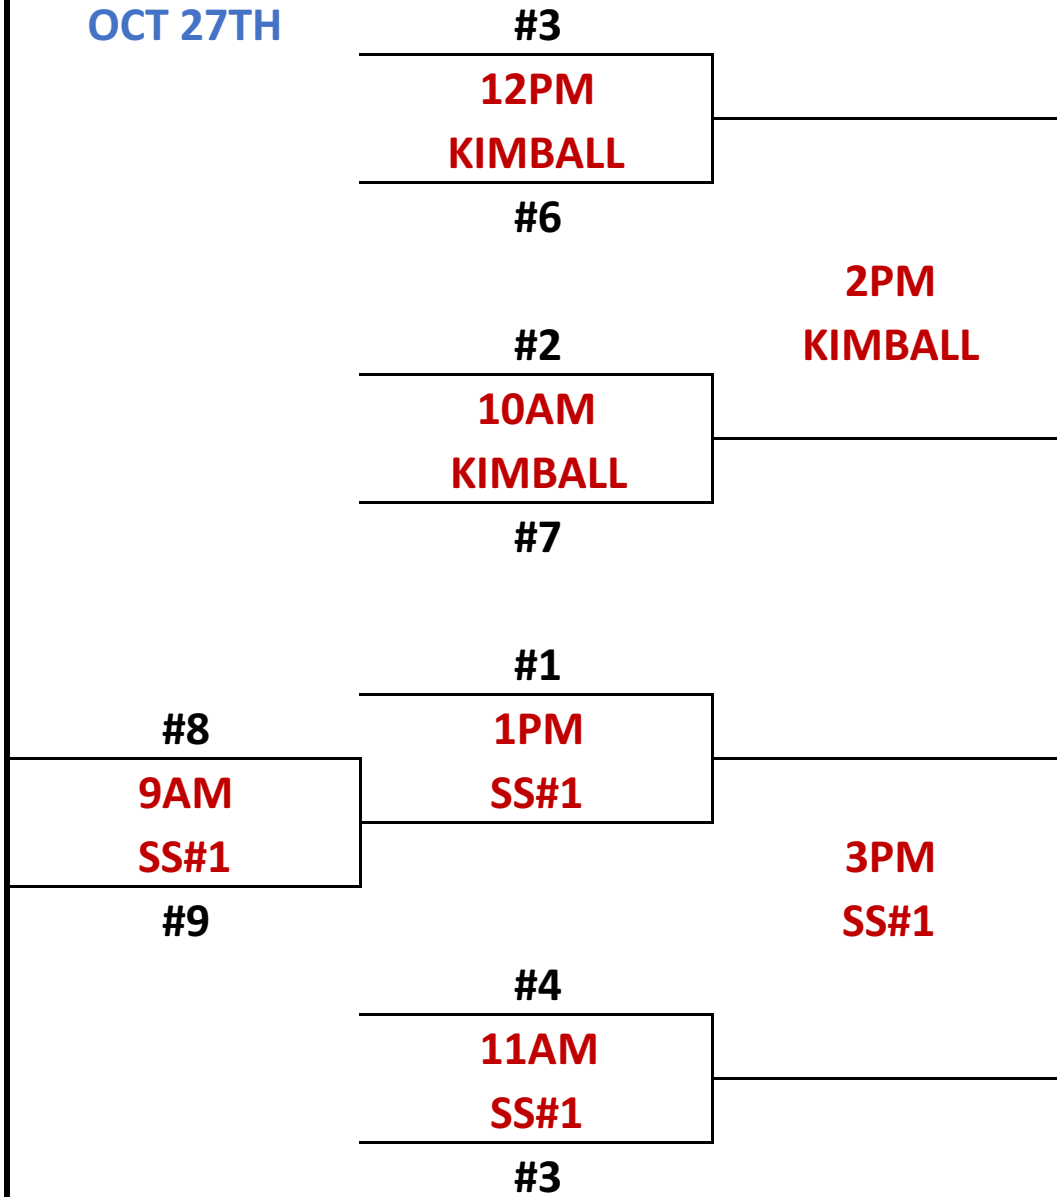 OCT 27TH
#3
12PM
KIMBALL
#6
2PM
KIMBALL
#2
10AM
KIMBALL
#7
#1
1PM
SS#1
#8
9AM
SS#1
#9
3PM
SS#1
#4
11AM
SS#1
#3